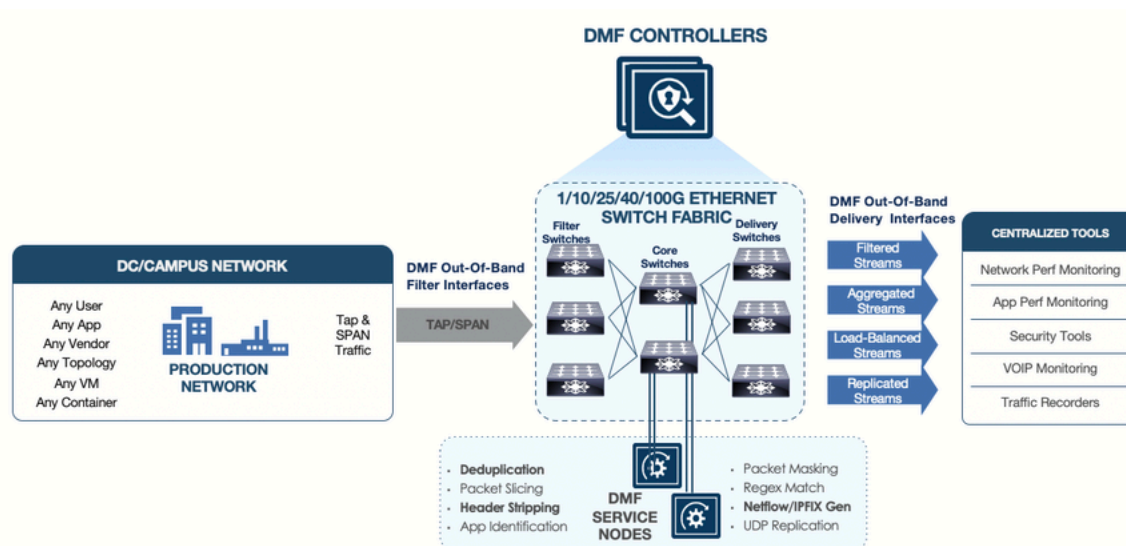 DMF CONTROLLERS
DC/CAMPUS NETWORK
Any User
Any App
Any Vendor
Any Topology
Any VM
Any Container
PRODUCTION
NETWORK
Tap &
SPAN
Traffic
DMF Out-Of-Band
Filter Interfaces
TAP/SPAN
1/10/25/40/100G ETHERNET
SWITCH FABRIC
Filter
Switches
Core
Switches
Delivery
Switches
DMF Out-Of-Band
Delivery Interfaces
Filtered
Streams
Aggregated
Streams
Load-Balanced
Streams
Replicated
Streams
CENTRALIZED TOOLS
Network Perf Monitoring
App Perf Monitoring
Security Tools
VOIP Monitoring
Traffic Recorders
• Deduplication
• Packet Slicing
• Header Stripping
• App Identification
DMF
SERVICE
NODES
• Packet Masking
• Regex Match
• Netflow/IPFIX Gen
• UDP Replication